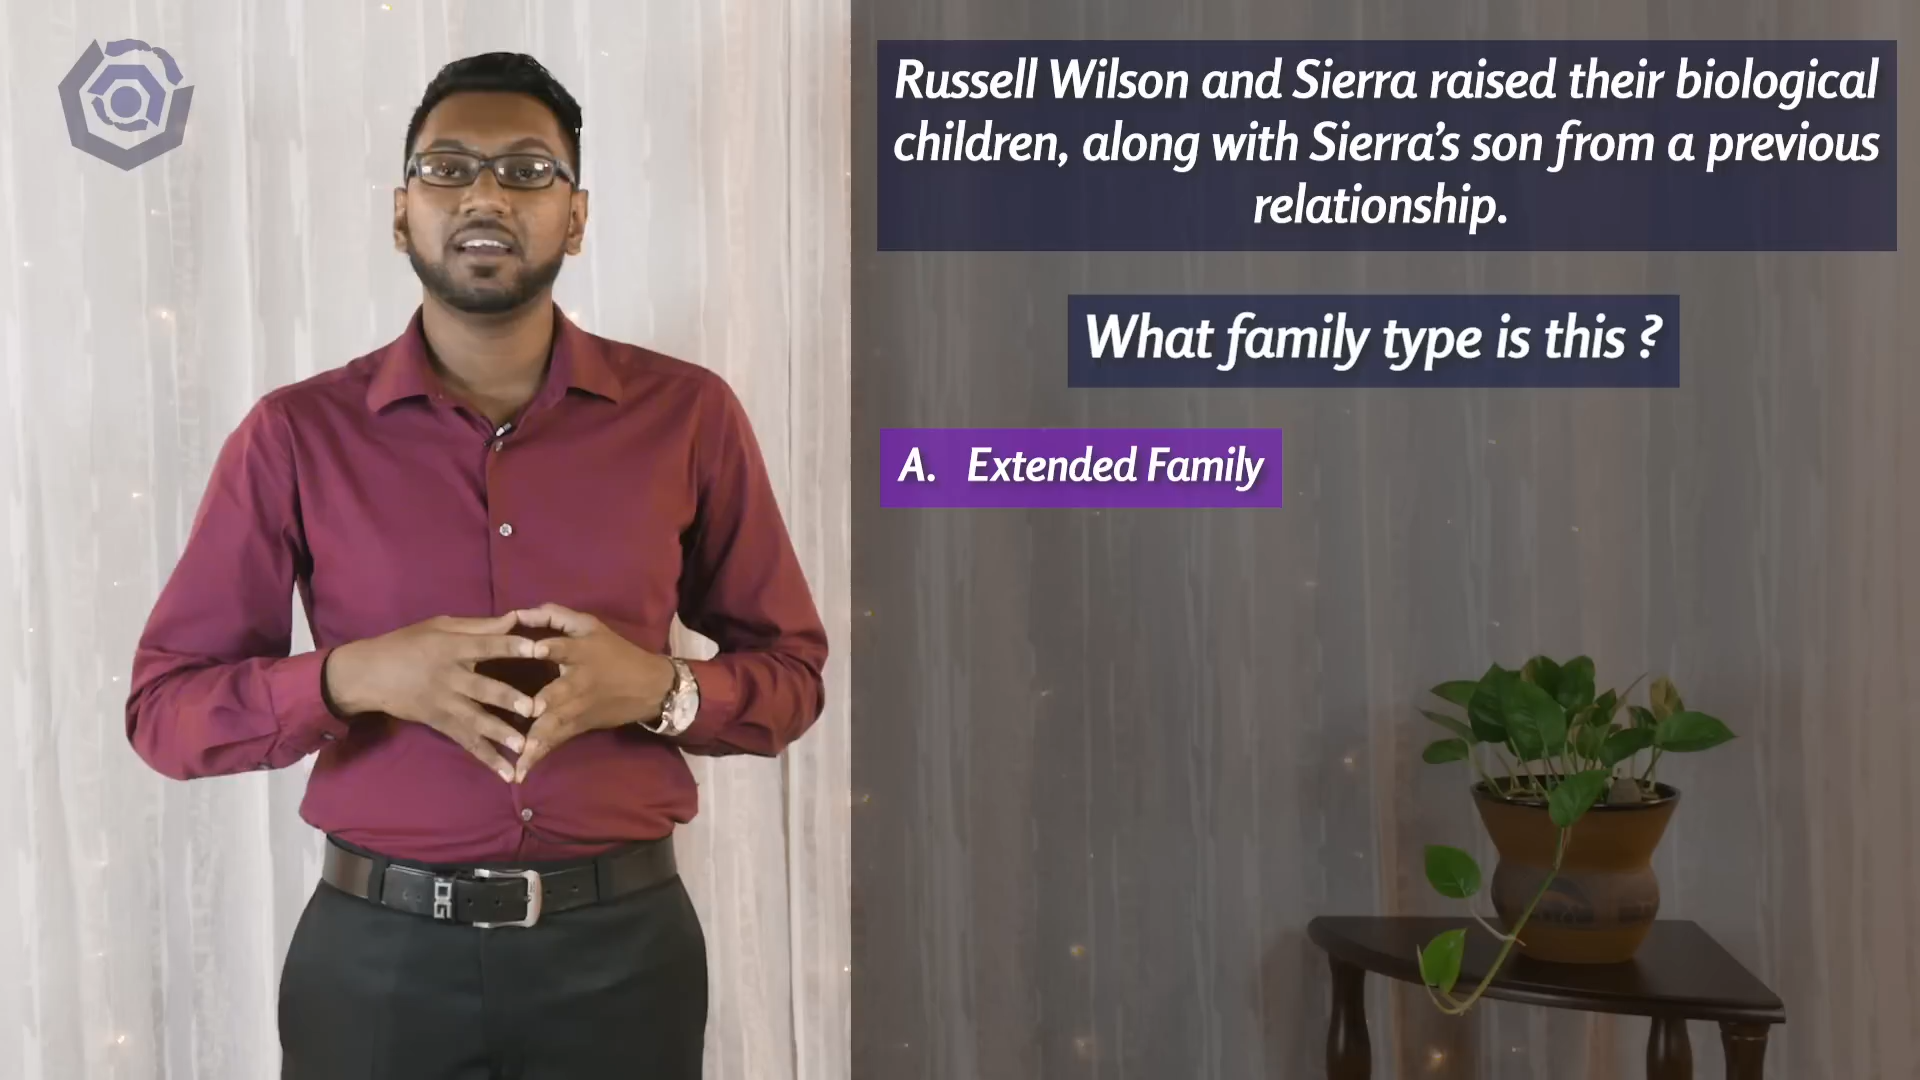 Russell Wilson and Sierra raised their biological
children, along with Sierra's son from a previous
relationship.
What family type is this ?
A. Extended Family